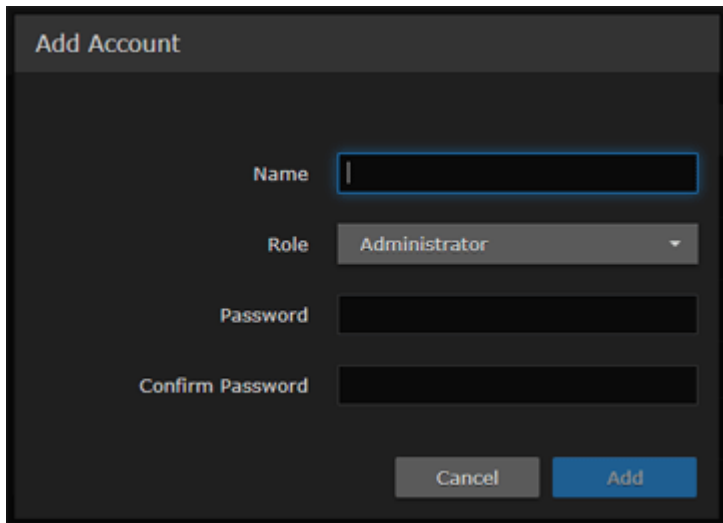 Add Account
Name
Role Administrator
Password
Confirm Password
Cancel Add